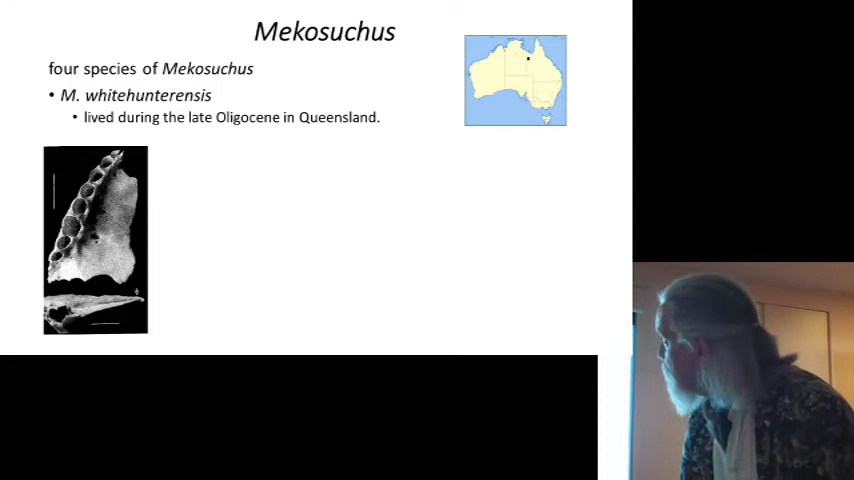 Mekosuchus
four species of Mekosuchus
• M. whitehunterensis
• lived during the late Oligocene in Queensland.